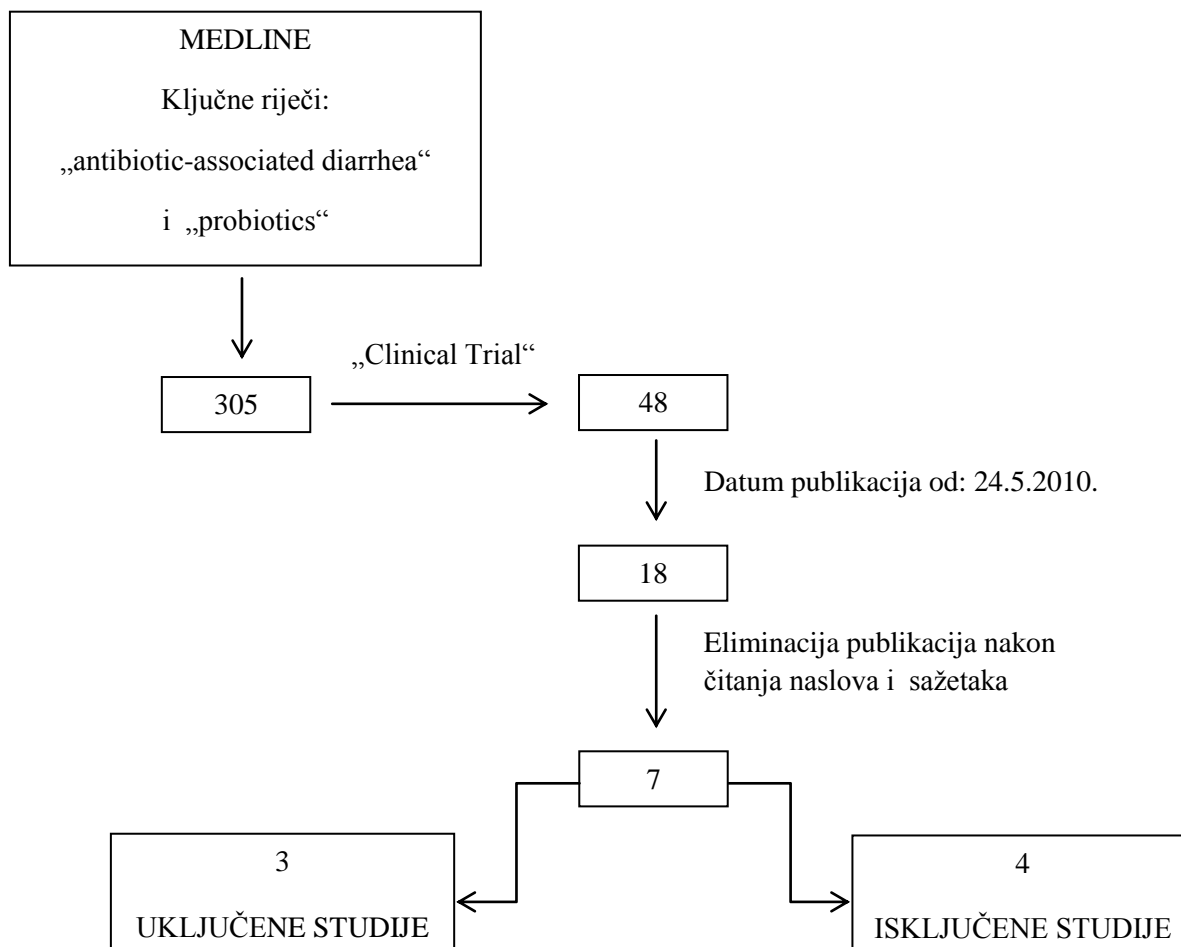 MEDLINE
Ključne riječi:
„antibiotic-associated diarrhea“
i „probiotics“
„Clinical Trial“
305
48
Datum publikacija od: 24.5.2010.
18
Eliminacija publikacija nakon
čitanja naslova i sažetaka
7
3
UKLJUČENE STUDIJE
4
ISKLJUČENE STUDIJE